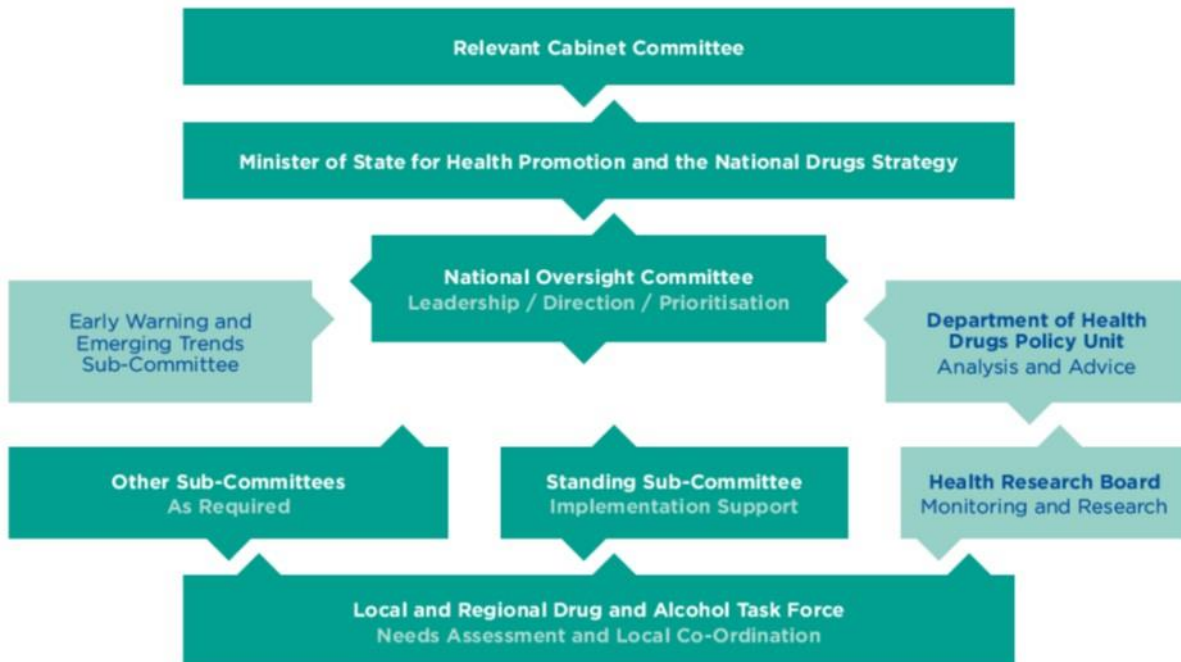 Relevant Cabinet Committee
Minister of State for Health Promotion and the National Drugs Strategy
National Oversight Committee
Leadership / Direction / Prioritisation
Early Warning and
Emerging Trends
Sub-Committee
Department of Health
Drugs Policy Unit
Analysis and Advice
Other Sub-Committees
As Required
Standing Sub-Committee
Implementation Support
Health Research Board
Monitoring and Research
Local and Regional Drug and Alcohol Task Force
Needs Assessment and Local Co-Ordination